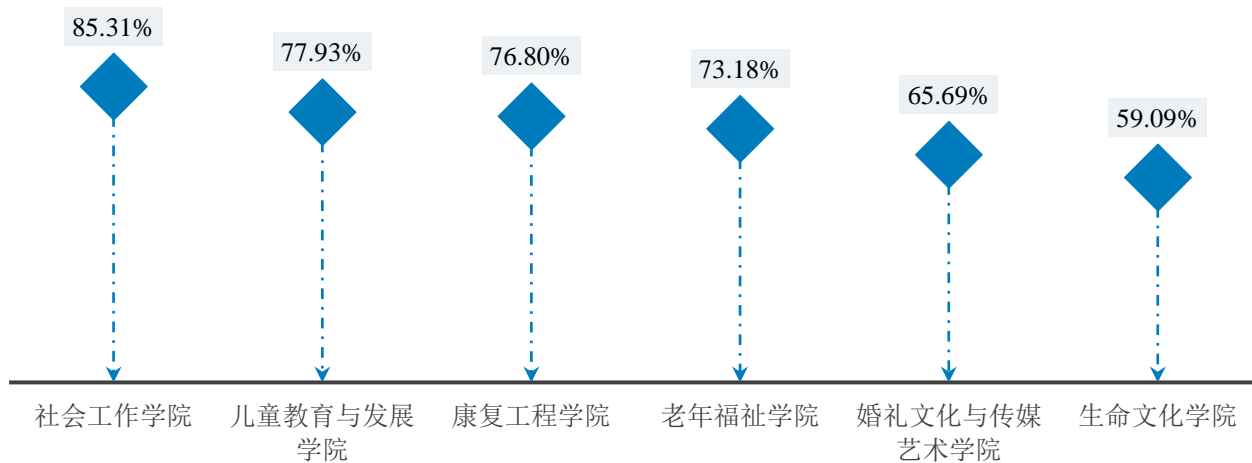 85.31%
77.93%
76.80%
73.18%
65.69%
59.09%
社会工作学院
儿童教育与发展
学院
康复工程学院
老年福祉学院
婚礼文化与传媒
艺术学院
生命文化学院